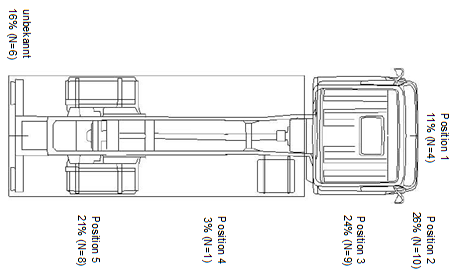 unbekannt
16% (N=6)
Position 1
11% (N=4)
Position 2
26% (N=10)
Position 3
24% (N=9)
Position 4
3% (N=1)
Position 5
21% (N=8)